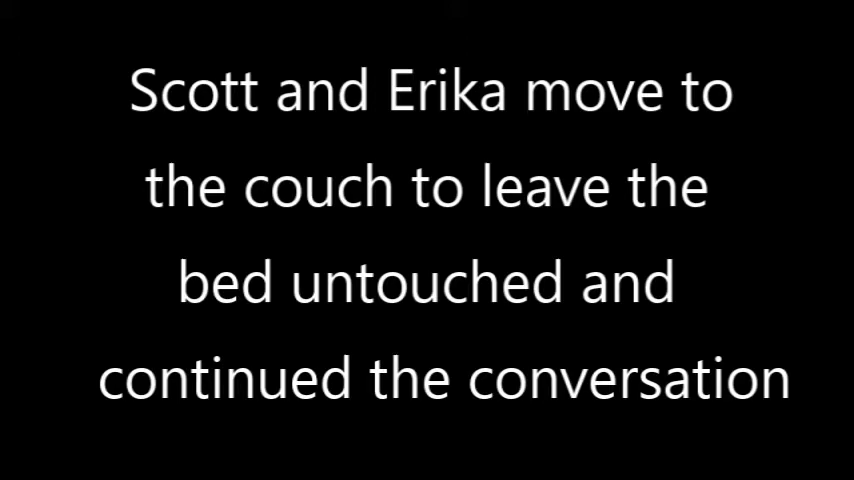 Scott and Erika move to
the couch to leave the
bed untouched and
continued the conversation